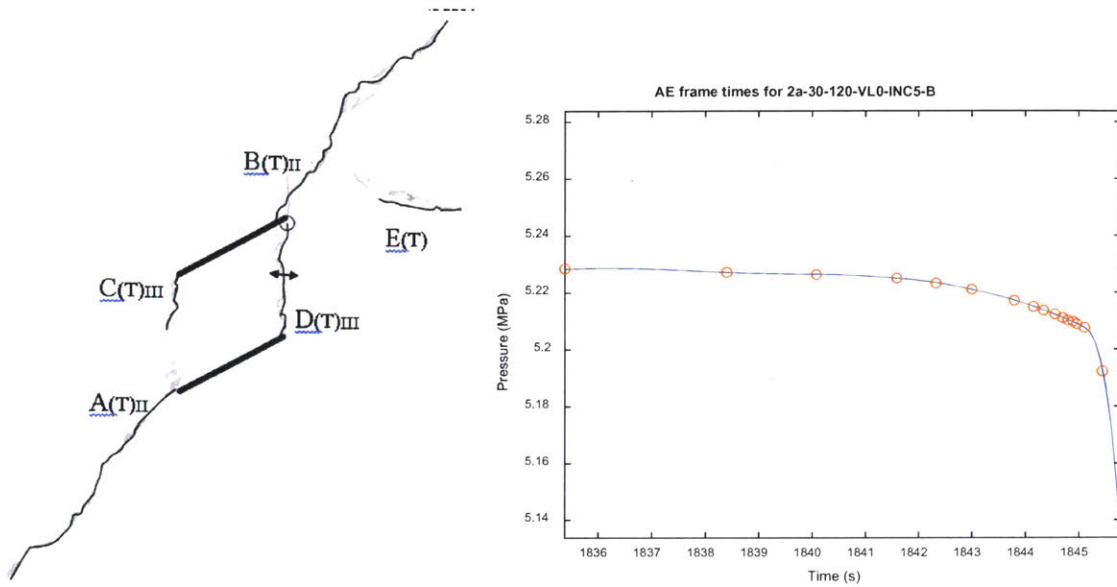 B(T)II
E(T)
C(T)III
D(T)III
A(T)II
AE frame times for 2a-30-120-VL0-INC5-B
5.28
5.26
5.24
5.22
5.2
5.18
5.16
5.14
Pressure (MPa)
1836 1837 1838 1839 1840 1841 1842 1843 1844 1845
Time (s)